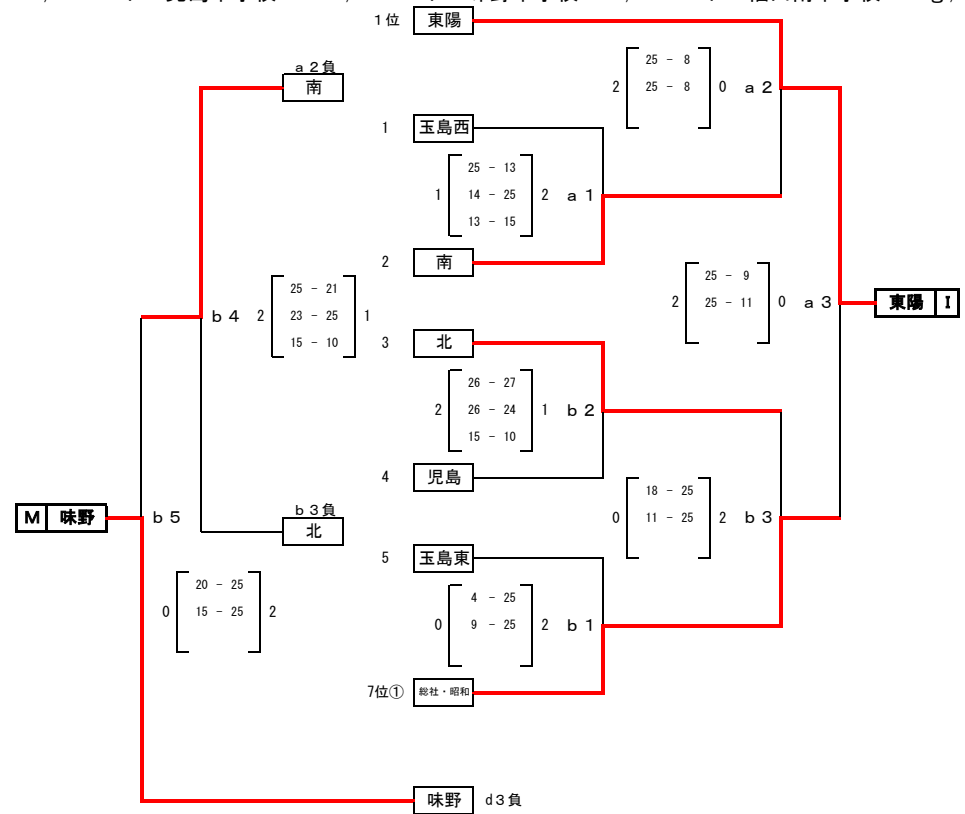 1位 東陽
a2負
南
25 - 8
25 - 8
2 0 a2
1 玉島西
25 - 13
14 - 25
13 - 15
1 2 a1
2 南
25 - 9
25 - 11
2 0 a3
東陽 I
b4 2 1
25 - 21
23 - 25
15 - 10
3 北
26 - 27
26 - 24
15 - 10
2 1 b2
4 児島
18 - 25
11 - 25
0 2 b3
M 味野
b5
b3負
北
5 玉島東
20 - 25
15 - 25
0 2
4 - 25
9 - 25
0 2 b1
7位① 総社・昭和
味野 d3負